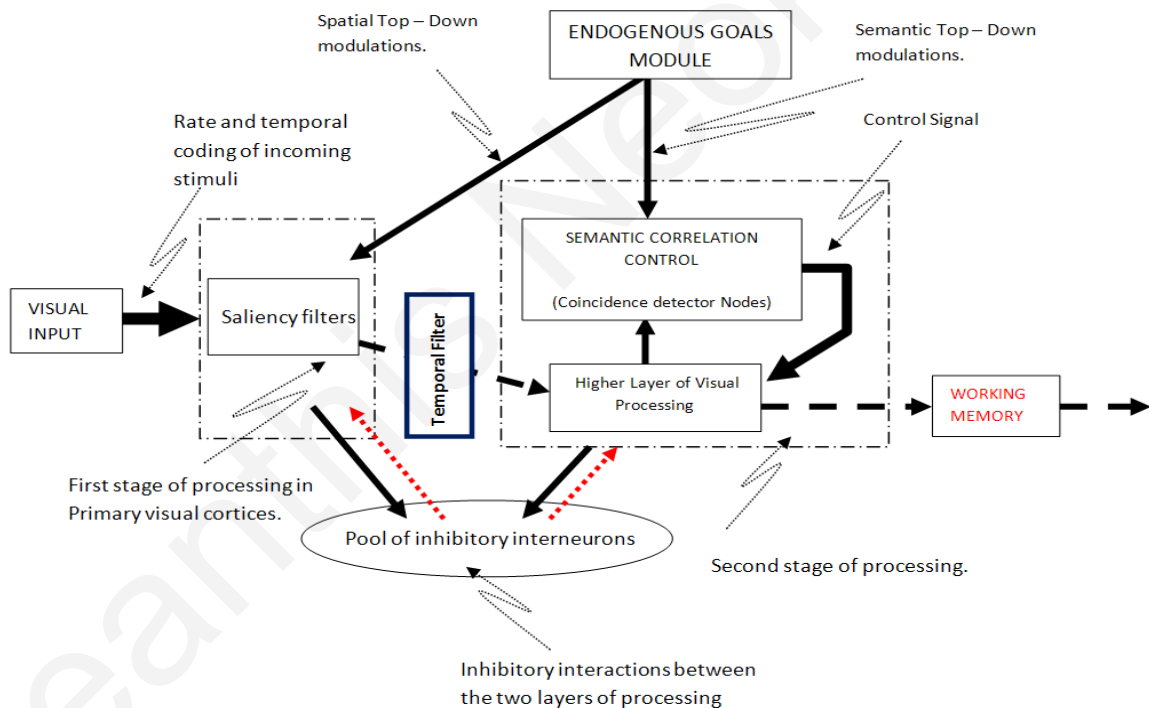 Spatial Top – Down
modulations.
ENDOGENOUS GOALS
MODULE
Semantic Top – Down
modulations.
Rate and temporal
coding of incoming
stimuli
Control Signal
SEMANTIC CORRELATION
CONTROL
(Coincidence detector Nodes)
VISUAL
INPUT
Saliency filters
Temporal Filter
Higher Layer of Visual
Processing
WORKING
MEMORY
First stage of processing in
Primary visual cortices.
Pool of inhibitory interneurons
Second stage of processing.
Inhibitory interactions between
the two layers of processing